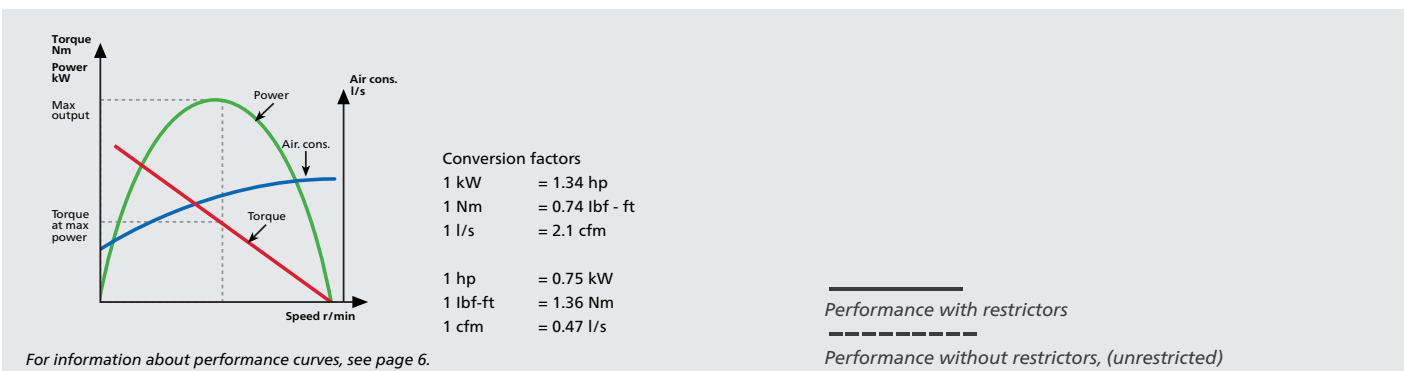 Torque
Nm
Power
kW
Max
output
Torque
at max
power
Power
Air. cons.
Torque
Air cons.
l/s
Speed r/min
For information about performance curves, see page 6.
Conversion factors
1 kW = 1.34 hp
1 Nm = 0.74 Ibf - ft
1 l/s = 2.1 cfm
1 hp = 0.75 kW
1 Ibf-ft = 1.36 Nm
1 cfm = 0.47 l/s
Performance with restrictors
Performance without restrictors, (unrestricted)